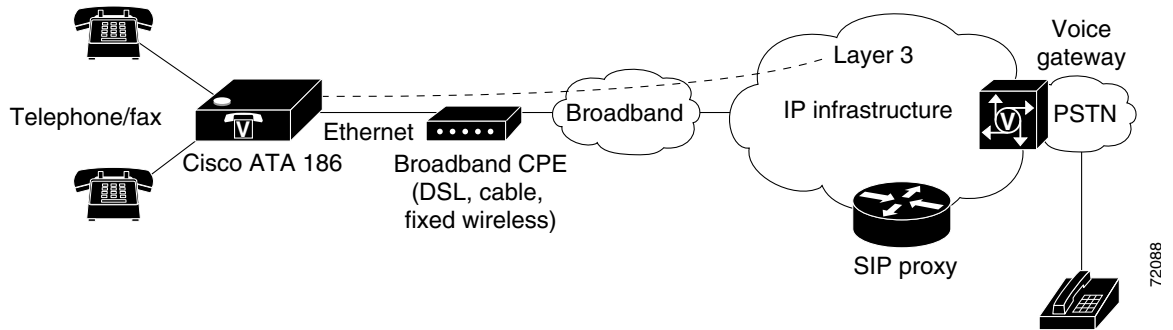 Telephone/fax
V
Cisco ATA 186
Ethernet
Broadband CPE
(DSL, cable,
fixed wireless)
Broadband
Layer 3
IP infrastructure
SIP proxy
Voice
gateway
V
PSTN
72088